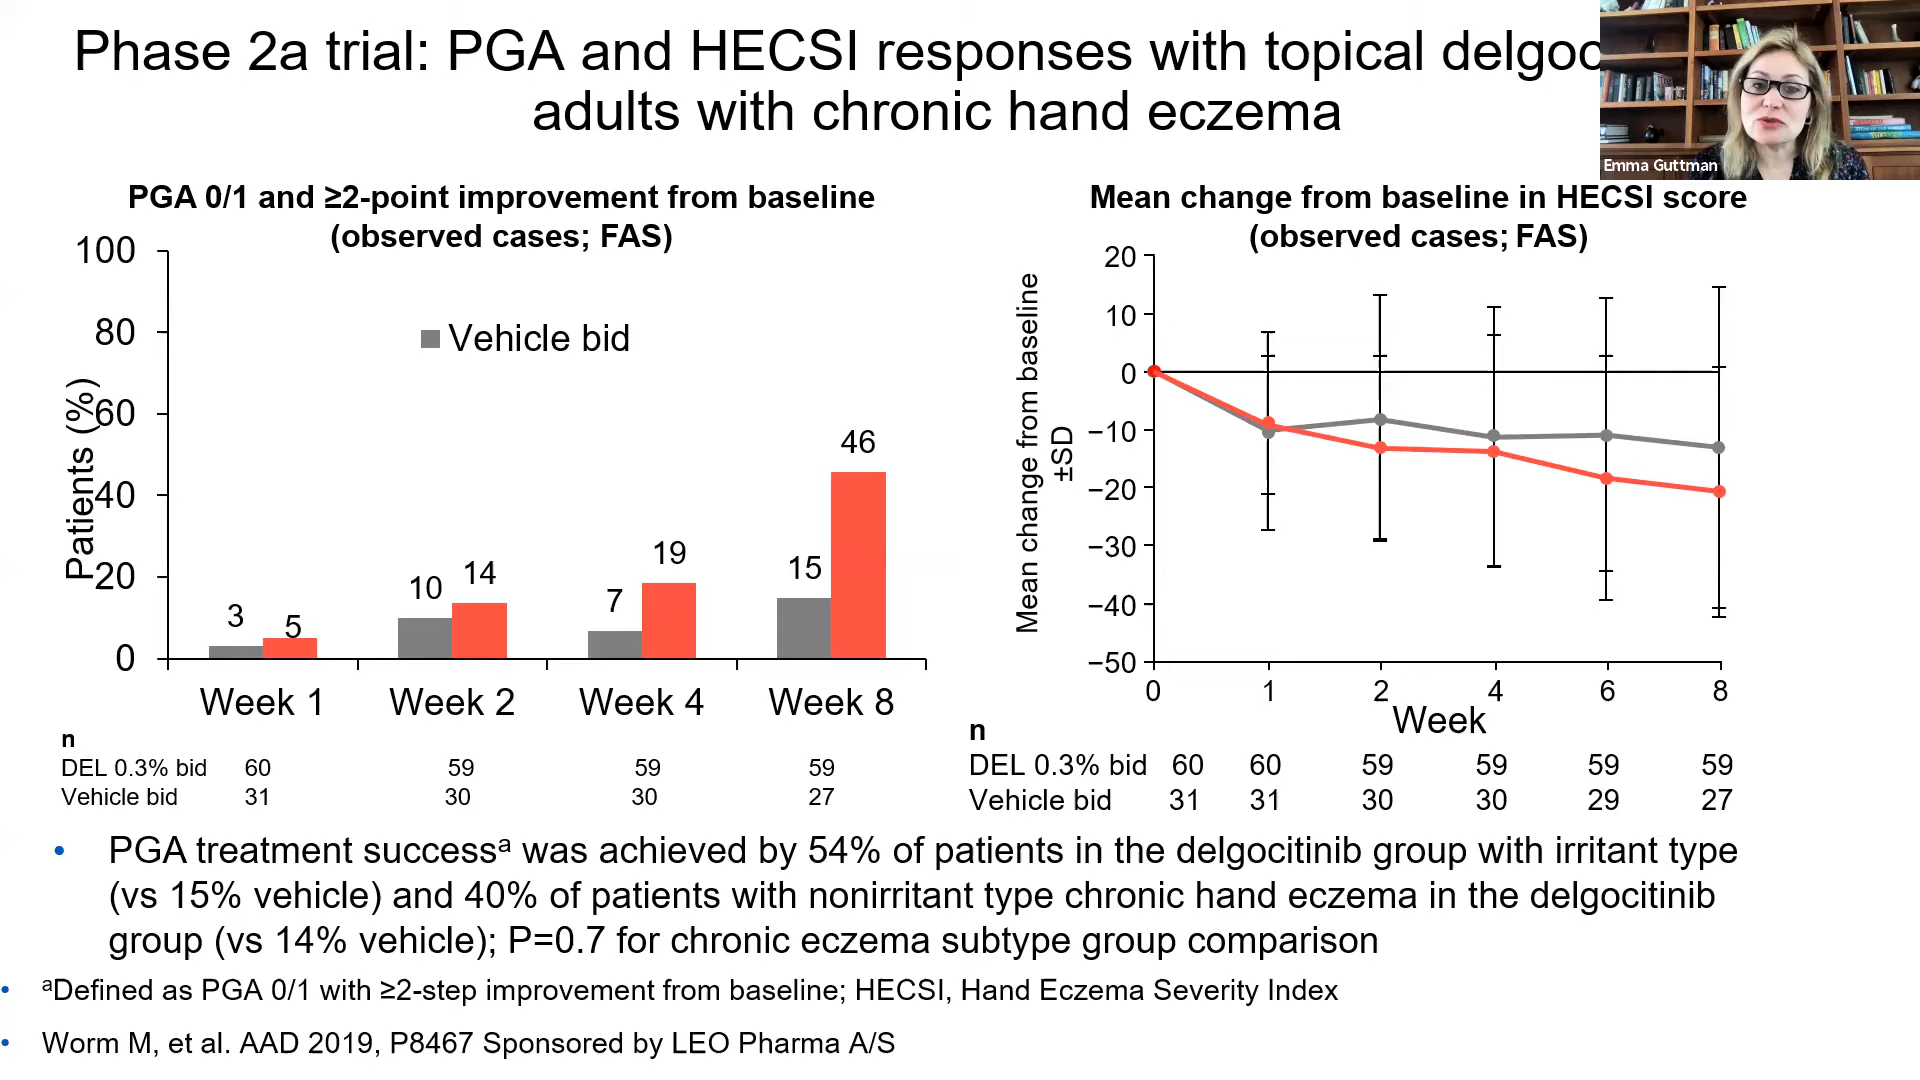 Phase 2a trial: PGA and HECSI responses with topical delgoc
adults with chronic hand eczema
Emma Guttman
PGA 0/1 and ≥2-point improvement from baseline
(observed cases; FAS)
100
80
60
40
20
0
Patients (%)
Vehicle bid
3
5
10
14
7
19
15
46
Week 1
Week 2
Week 4
Week 8
n
DEL 0.3% bid 60 59 59 59
Vehicle bid 31 30 30 27
Mean change from baseline in HECSI score
(observed cases; FAS)
Mean change from baseline
±SD
20
10
0
−10
−20
−30
−40
−50
0 1 2 4 6 8
Week
n
DEL 0.3% bid 60 60 59 59 59 59
Vehicle bid 31 31 30 30 29 27
• PGA treatment successᵃ was achieved by 54% of patients in the delgocitinib group with irritant type
(vs 15% vehicle) and 40% of patients with nonirritant type chronic hand eczema in the delgocitinib
group (vs 14% vehicle); P=0.7 for chronic eczema subtype group comparison
• ᵃDefined as PGA 0/1 with ≥2-step improvement from baseline; HECSI, Hand Eczema Severity Index
• Worm M, et al. AAD 2019, P8467 Sponsored by LEO Pharma A/S